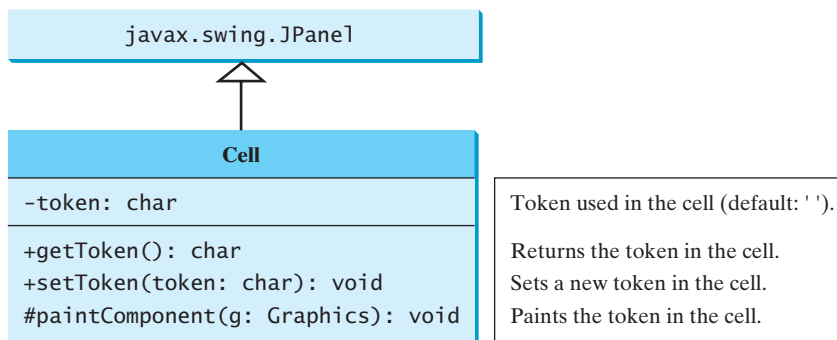 javax.swing.JPanel
Cell
-token: char
Token used in the cell (default: ' ').
+getToken(): char
Returns the token in the cell.
+setToken(token: char): void
Sets a new token in the cell.
#paintComponent(g: Graphics): void
Paints the token in the cell.